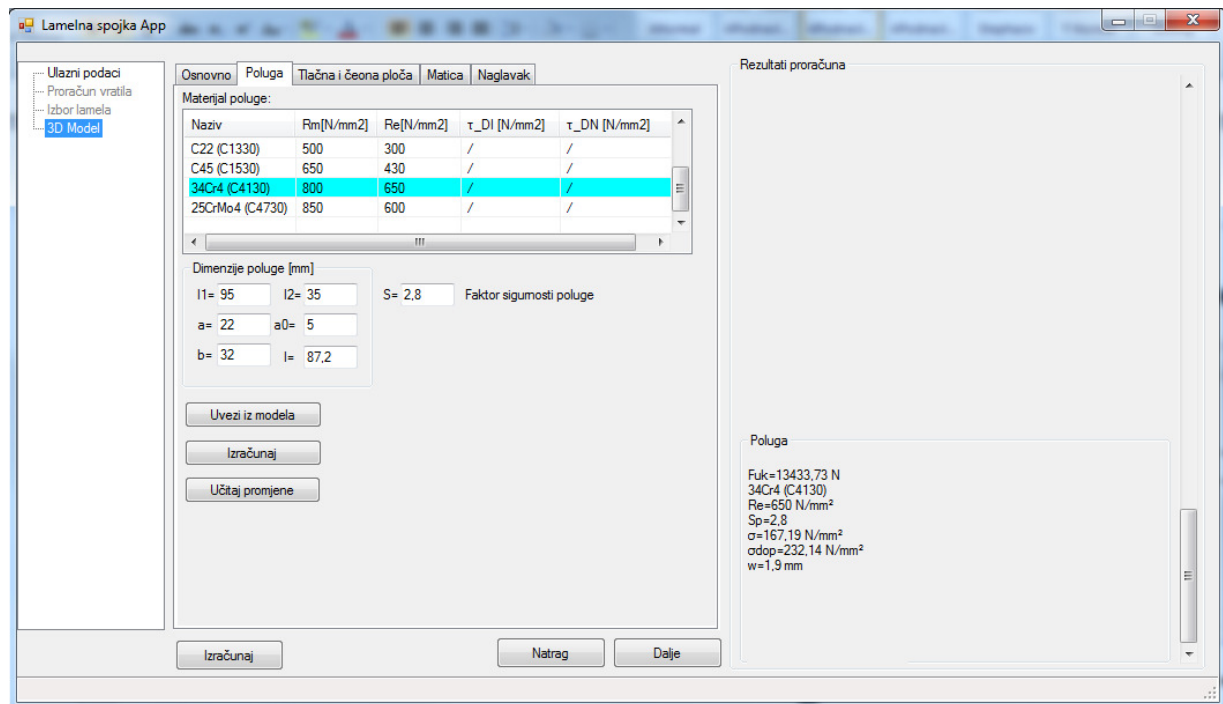 Lamelna spojka App
Ulazni podaci
Proračun vratila
Izbor lamela
3D Model
Osnovno Poluga Tlačna i čeona ploča Matica Naglavak
Materijal poluge:
Naziv Rm[N/mm2] Re[N/mm2] τ_DI [N/mm2] τ_DN [N/mm2]
C22 (C1330) 500 300 / /
C45 (C1530) 650 430 / /
34Cr4 (C4130) 800 650 / /
25CrMo4 (C4730) 850 600 / /
Dimenzije poluge [mm]
l1= 95 l2= 35 S= 2,8 Faktor sigurnosti poluge
a= 22 a0= 5
b= 32 l= 87,2
Uvezi iz modela
Izračunaj
Učitaj promjene
Izračunaj Natrag Dalje
Rezultati proračuna
Poluga
Fuk=13433,73 N
34Cr4 (C4130)
Re=650 N/mm²
Sp=2,8
σ=167,19 N/mm²
σdop=232,14 N/mm²
w=1,9 mm